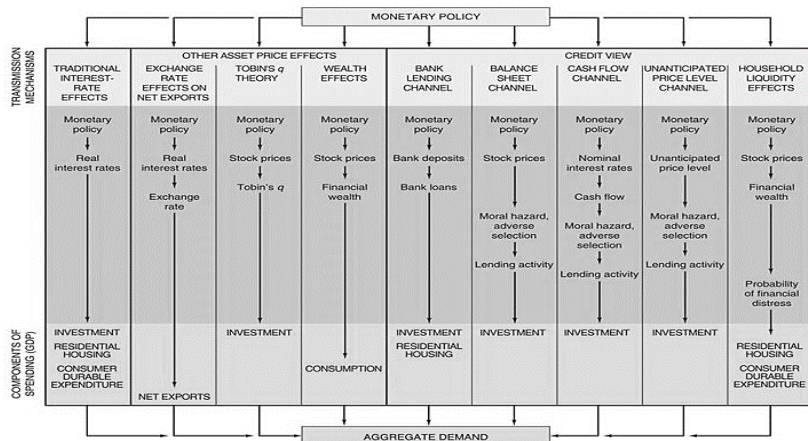 MONETARY POLICY
TRANSMISSION
MECHANISMS
OTHER ASSET PRICE EFFECTS
CREDIT VIEW
TRADITIONAL
INTEREST-
RATE
EFFECTS
EXCHANGE
RATE
EFFECTS ON
NET EXPORTS
TOBIN'S q
THEORY
WEALTH
EFFECTS
BANK
LENDING
CHANNEL
BALANCE
SHEET
CHANNEL
CASH FLOW
CHANNEL
UNANTICIPATED
PRICE LEVEL
CHANNEL
HOUSEHOLD
LIQUIDITY
EFFECTS
Monetary
policy
Real
interest rates
Monetary
policy
Real
interest rates
Exchange
rate
Monetary
policy
Stock prices
Tobin's q
Monetary
policy
Stock prices
Financial
wealth
Monetary
policy
Bank deposits
Bank loans
Monetary
policy
Stock prices
Moral hazard,
adverse
selection
Lending activity
Monetary
policy
Nominal
interest rates
Cash flow
Moral hazard,
adverse
selection
Lending activity
Monetary
policy
Unanticipated
price level
Moral hazard,
adverse
selection
Lending activity
Monetary
policy
Stock prices
Financial
wealth
Probability
of financial
distress
COMPONENTS OF
SPENDING (GDP)
INVESTMENT
RESIDENTIAL
HOUSING
CONSUMER
DURABLE
EXPENDITURE
NET EXPORTS
INVESTMENT
CONSUMPTION
INVESTMENT
RESIDENTIAL
HOUSING
INVESTMENT
INVESTMENT
INVESTMENT
RESIDENTIAL
HOUSING
CONSUMER
DURABLE
EXPENDITURE
AGGREGATE DEMAND